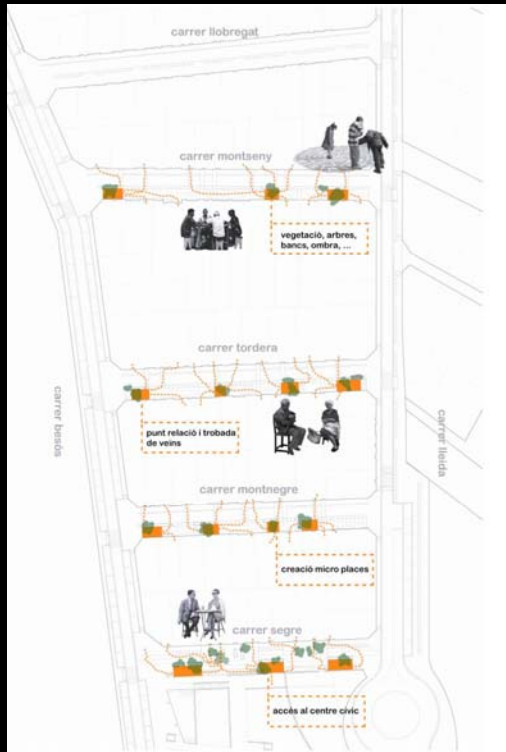 carrer llobregat
carrer montseny
vegetació, arbres,
bancs, ombra, ...
carrer tordera
carrer besòs
carrer lleida
punt relació i trobada
de veins
carrer montnegre
creació micro places
carrer segre
accés al centre cívic